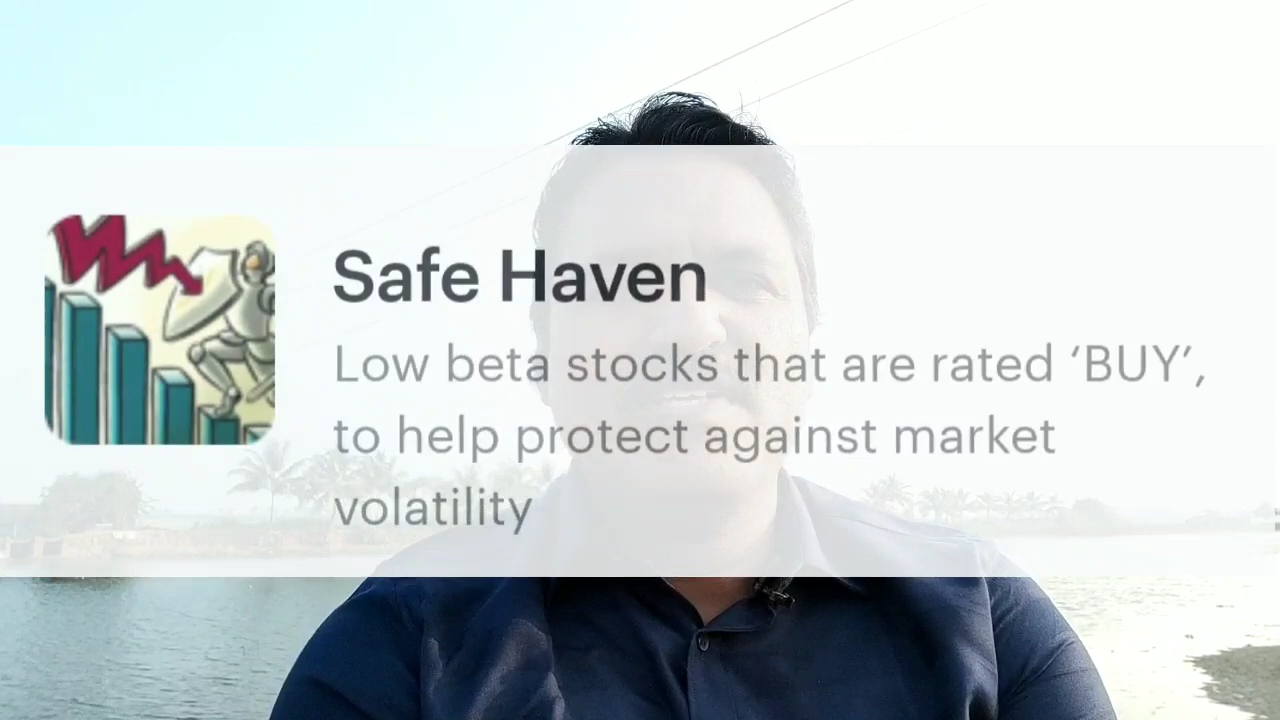 Safe Haven
Low beta stocks that are rated ‘BUY’,
to help protect against market
volatility